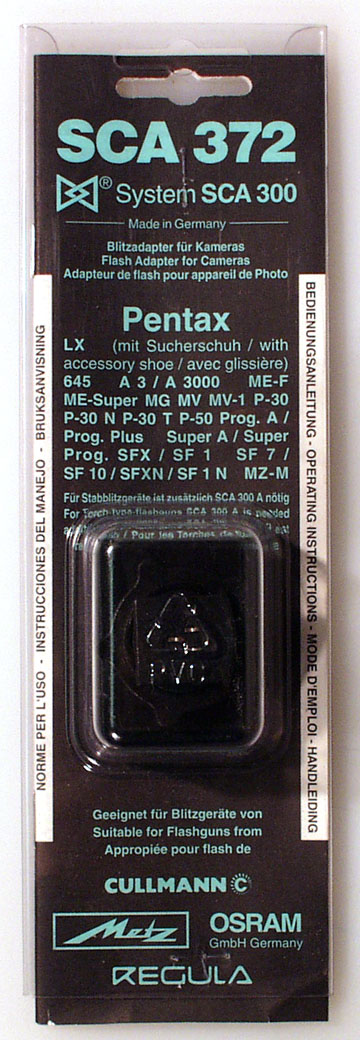 SCA 372
® System SCA 300
Made in Germany
Blitzadapter für Kameras
Flash Adapter for Cameras
Adapteur de flash pour appareil de Photo
Pentax
LX (mit Sucherschuh / with
accessory shoe / avec glissière)
645 A 3 / A 3000 ME-F
ME-Super MG MV MV-1 P-30
P-30 N P-30 T P-50 Prog. A /
Prog. Plus Super A / Super
Prog. SFX / SF 1 SF 7 /
SF 10 / SFXN / SF 1 N MZ-M
Für Stabblitzgeräte ist zusätzlich SCA 300 A nötig
For Torch-type-flashguns SCA 300 A is needed
/ Pour les Torches de
NORME PER L'USO - INSTRUCCIONES DEL MANEJO - BRUKSANVISNING
BEDIENUNGSANLEITUNG - OPERATING INSTRUCTIONS - MODE D'EMPLOI - HANDLEIDING
PVC
Geeignet für Blitzgeräte von
Suitable for Flashguns from
Appropiée pour flash de
CULLMANN C
Metz
OSRAM
GmbH Germany
REGULA